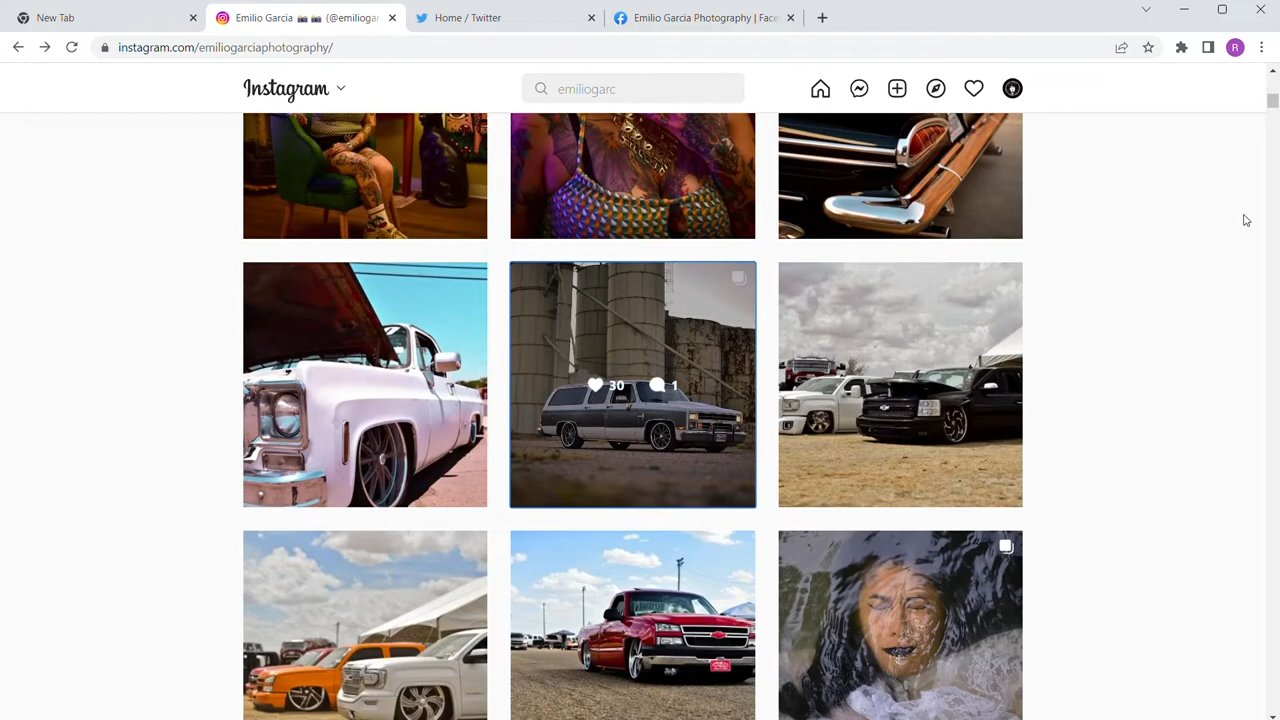 New Tab
Emilio Garcia 📸 📸 (@emiliogar
Home / Twitter
Emilio Garcia Photography | Face
instagram.com/emiliogarciaphotography/
R
Instagram
emiliogarc
30
1